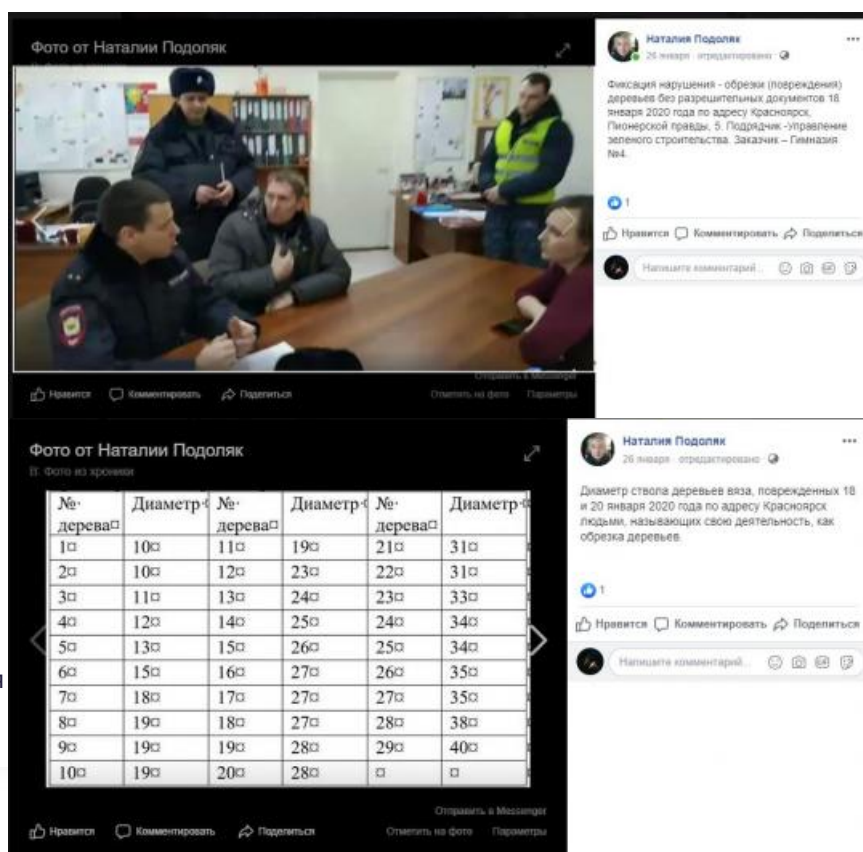 Фото от Наталии Подоляк
Отправить в Messenger
Нравится Комментировать Поделиться
Отметить на фото Параметры
Наталия Подоляк
26 января · отредактировано ·
Фиксация нарушения - обрезки (повреждения)
деревьев без разрешительных документов 18
января 2020 года по адресу Красноярск,
Пионерской правды, 5. Подрядчик -Управление
зеленого строительства. Заказчик – Гимназия
№4.
1
Нравится Комментировать Поделиться
Напишите комментарий...
Фото от Наталии Подоляк
В: Фото из хроники
№· дерева¤ Диаметр· №· дерева¤ Диаметр· №· дерева¤ Диаметр·
1¤ 10¤ 11¤ 19¤ 21¤ 31¤
2¤ 10¤ 12¤ 23¤ 22¤ 31¤
3¤ 11¤ 13¤ 24¤ 23¤ 33¤
4¤ 12¤ 14¤ 25¤ 24¤ 34¤
5¤ 13¤ 15¤ 26¤ 25¤ 34¤
6¤ 15¤ 16¤ 27¤ 26¤ 35¤
7¤ 18¤ 17¤ 27¤ 27¤ 35¤
8¤ 19¤ 18¤ 27¤ 28¤ 38¤
9¤ 19¤ 19¤ 28¤ 29¤ 40¤
10¤ 19¤ 20¤ 28¤ ¤ ¤
Отправить в Messenger
Нравится Комментировать Поделиться
Отметить на фото Параметры
Наталия Подоляк
26 января · отредактировано ·
Диаметр ствола деревьев вяза, поврежденных 18
и 20 января 2020 года по адресу Красноярск
людьми, называющих свою деятельность, как
обрезка деревьев.
1
Нравится Комментировать Поделиться
Напишите комментарий...